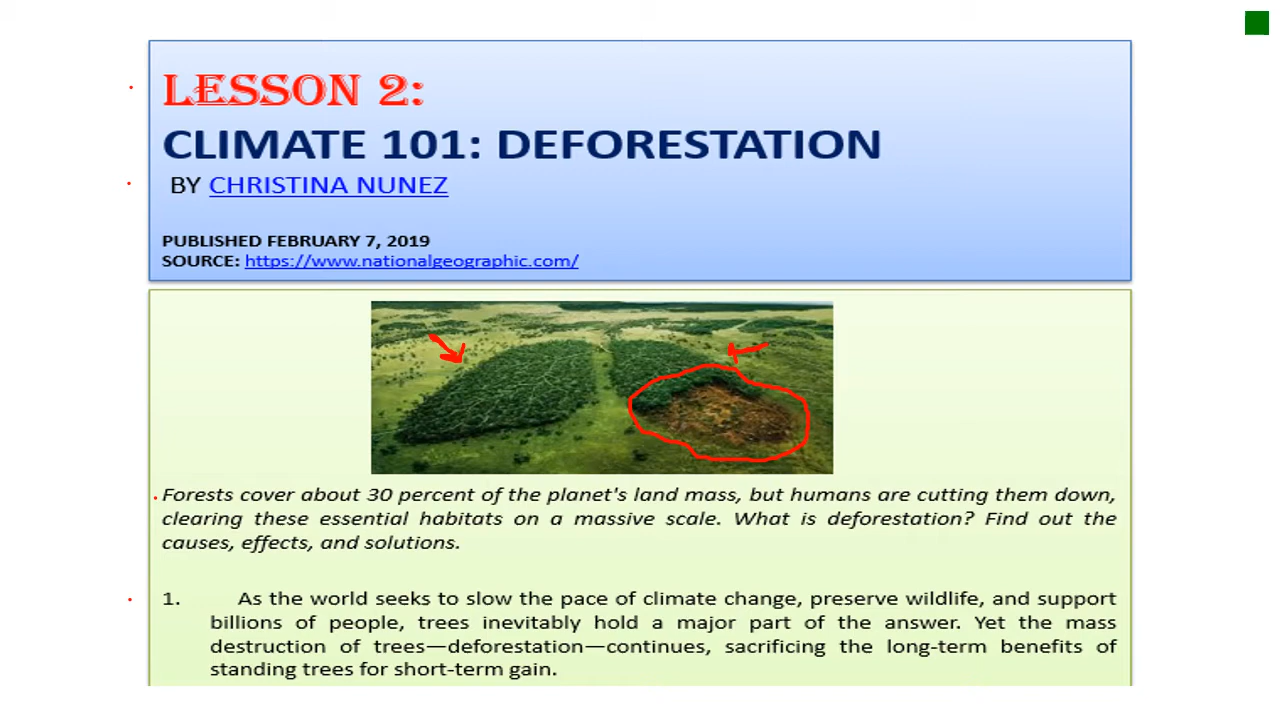 LESSON 2:
CLIMATE 101: DEFORESTATION
BY CHRISTINA NUNEZ
PUBLISHED FEBRUARY 7, 2019
SOURCE: https://www.nationalgeographic.com/
Forests cover about 30 percent of the planet's land mass, but humans are cutting them down,
clearing these essential habitats on a massive scale. What is deforestation? Find out the
causes, effects, and solutions.
1. As the world seeks to slow the pace of climate change, preserve wildlife, and support
billions of people, trees inevitably hold a major part of the answer. Yet the mass
destruction of trees—deforestation—continues, sacrificing the long-term benefits of
standing trees for short-term gain.